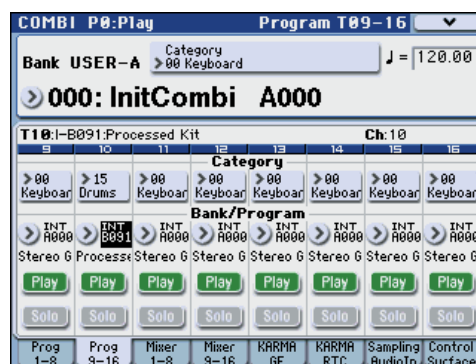 COMBI P0:Play Program T09-16
Category
Bank USER-A >00 Keyboard ♩= 120.00
000: InitCombi A000
T10:I-B091:Processed Kit Ch:10
9 10 11 12 13 14 15 16
Category
>00 >15 >00 >00 >00 >00 >00 >00
Keyboar Drums Keyboar Keyboar Keyboar Keyboar Keyboar Keyboar
Bank/Program
INT INT INT INT INT INT INT INT
A000 B091 A000 A000 A000 A000 A000 A000
Stereo G Processe Stereo G Stereo G Stereo G Stereo G Stereo G Stereo G
Play Play Play Play Play Play Play Play
Solo Solo Solo Solo Solo Solo Solo Solo
Prog Prog Mixer Mixer KARMA KARMA Sampling Control
1-8 9-16 1-8 9-16 GE RTC AudioIn Surface